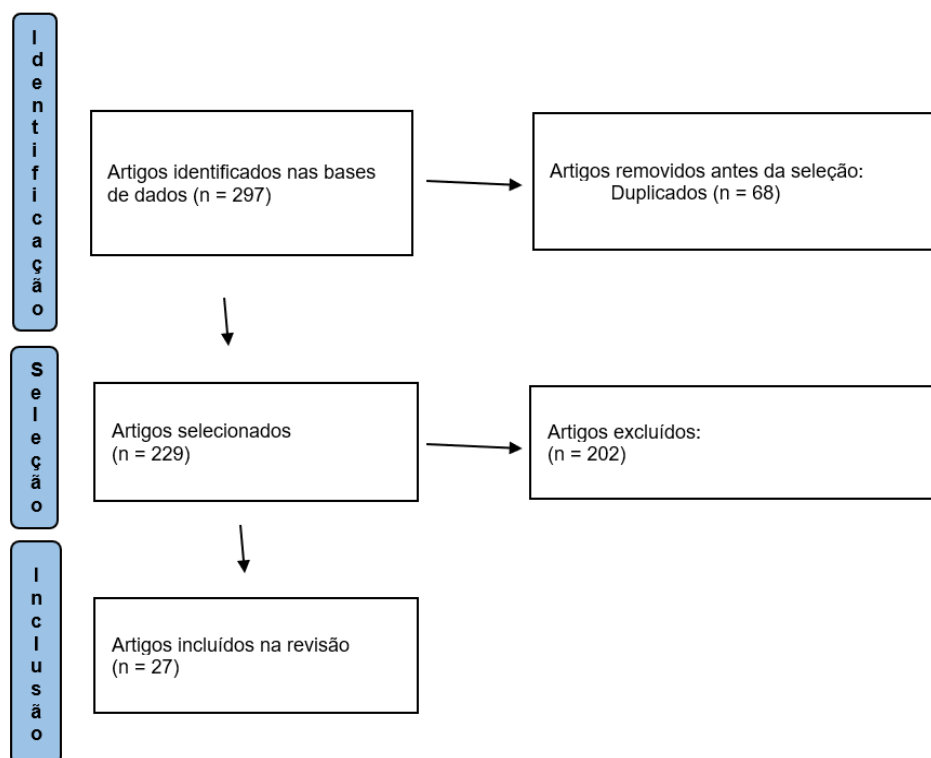 Identificação
Artigos identificados nas bases
de dados (n = 297)
Artigos removidos antes da seleção:
Duplicados (n = 68)
Seleção
Artigos selecionados
(n = 229)
Artigos excluídos:
(n = 202)
Inclusão
Artigos incluídos na revisão
(n = 27)